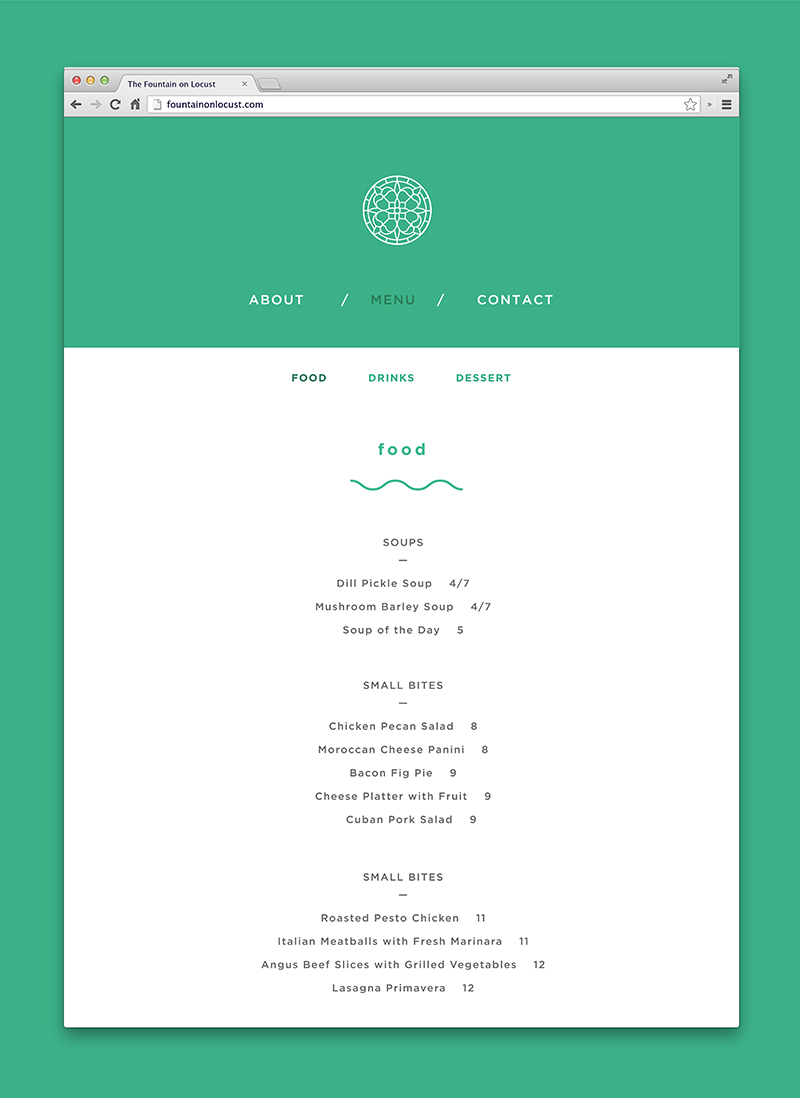 The Fountain on Locust
fountainonlocust.com
ABOUT / MENU / CONTACT
FOOD DRINKS DESSERT
food
SOUPS
—
Dill Pickle Soup 4/7
Mushroom Barley Soup 4/7
Soup of the Day 5
SMALL BITES
—
Chicken Pecan Salad 8
Moroccan Cheese Panini 8
Bacon Fig Pie 9
Cheese Platter with Fruit 9
Cuban Pork Salad 9
SMALL BITES
—
Roasted Pesto Chicken 11
Italian Meatballs with Fresh Marinara 11
Angus Beef Slices with Grilled Vegetables 12
Lasagna Primavera 12